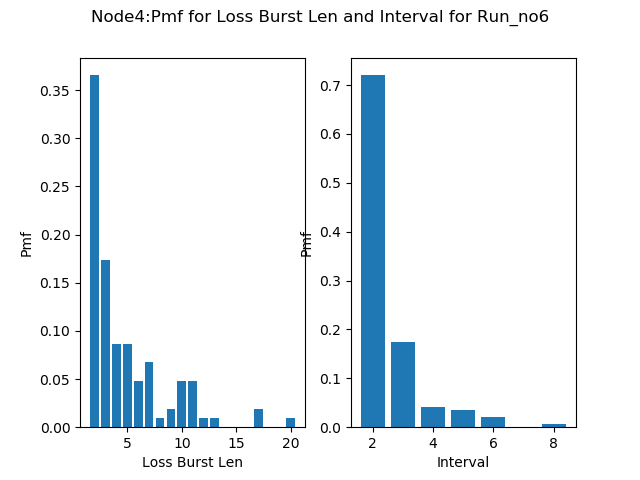 Node4:Pmf for Loss Burst Len and Interval for Run_no6
0.35
0.30
0.25
0.20
0.15
0.10
0.05
0.00
Pmf
5 10 15 20
Loss Burst Len
0.7
0.6
0.5
0.4
0.3
0.2
0.1
0.0
Pmf
2 4 6 8
Interval